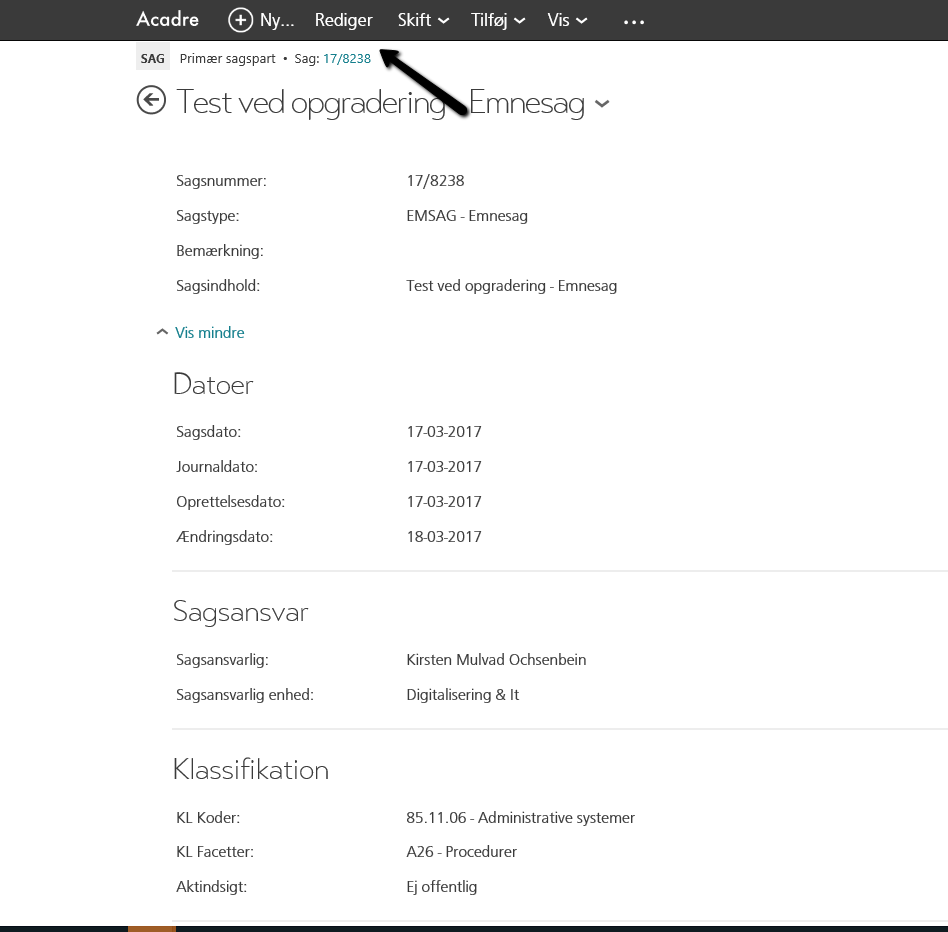 Acadre Ny... Rediger Skift Tilføj Vis ...
SAG Primær sagspart • Sag: 17/8238
Test ved opgradering - Emnesag
Sagsnummer: 17/8238
Sagstype: EMSAG - Emnesag
Bemærkning:
Sagsindhold: Test ved opgradering - Emnesag
Vis mindre
Datoer
Sagsdato: 17-03-2017
Journaldato: 17-03-2017
Oprettelsesdato: 17-03-2017
Ændringsdato: 18-03-2017
Sagsansvar
Sagsansvarlig: Kirsten Mulvad Ochsenbein
Sagsansvarlig enhed: Digitalisering & It
Klassifikation
KL Koder: 85.11.06 - Administrative systemer
KL Facetter: A26 - Procedurer
Aktindsigt: Ej offentlig